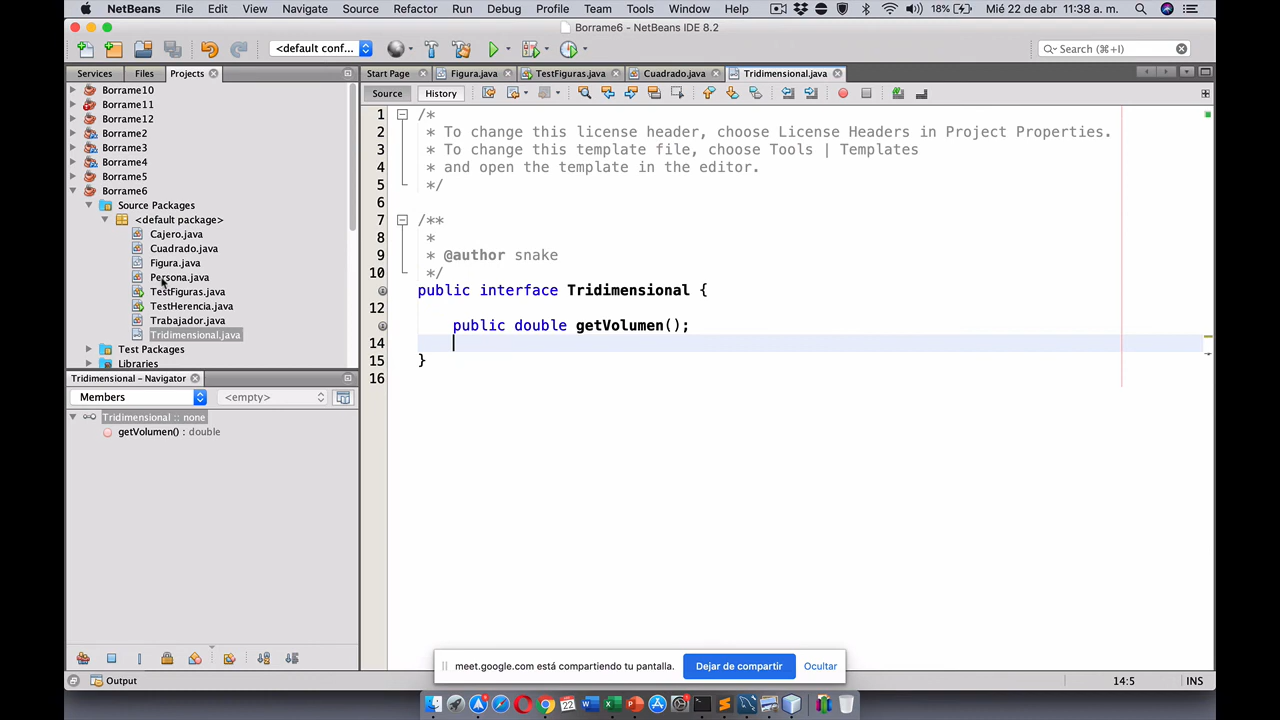 NetBeans File Edit View Navigate Source Refactor Run Debug Profile Team Tools Window Help 18% Mié 22 de abr 11:38 a. m.
Borrame6 - NetBeans IDE 8.2
<default conf... Search (⌘+I)
Services Files Projects Start Page Figura.java TestFiguras.java Cuadrado.java Tridimensional.java
Source History
Borrame10
Borrame11
Borrame12
Borrame2
Borrame3
Borrame4
Borrame5
Borrame6
Source Packages
<default package>
Cajero.java
Cuadrado.java
Figura.java
Persona.java
TestFiguras.java
TestHerencia.java
Trabajador.java
Tridimensional.java
Test Packages
Libraries
Tridimensional - Navigator
Members <empty>
Tridimensional :: none
getVolumen() : double
1 /*
2 * To change this license header, choose License Headers in Project Properties.
3 * To change this template file, choose Tools | Templates
4 * and open the template in the editor.
5 */
6
7 /**
8 *
9 * @author snake
10 */
public interface Tridimensional {
12
public double getVolumen();
14
15 }
16
meet.google.com está compartiendo tu pantalla. Dejar de compartir Ocultar
Output 14:5 INS
22